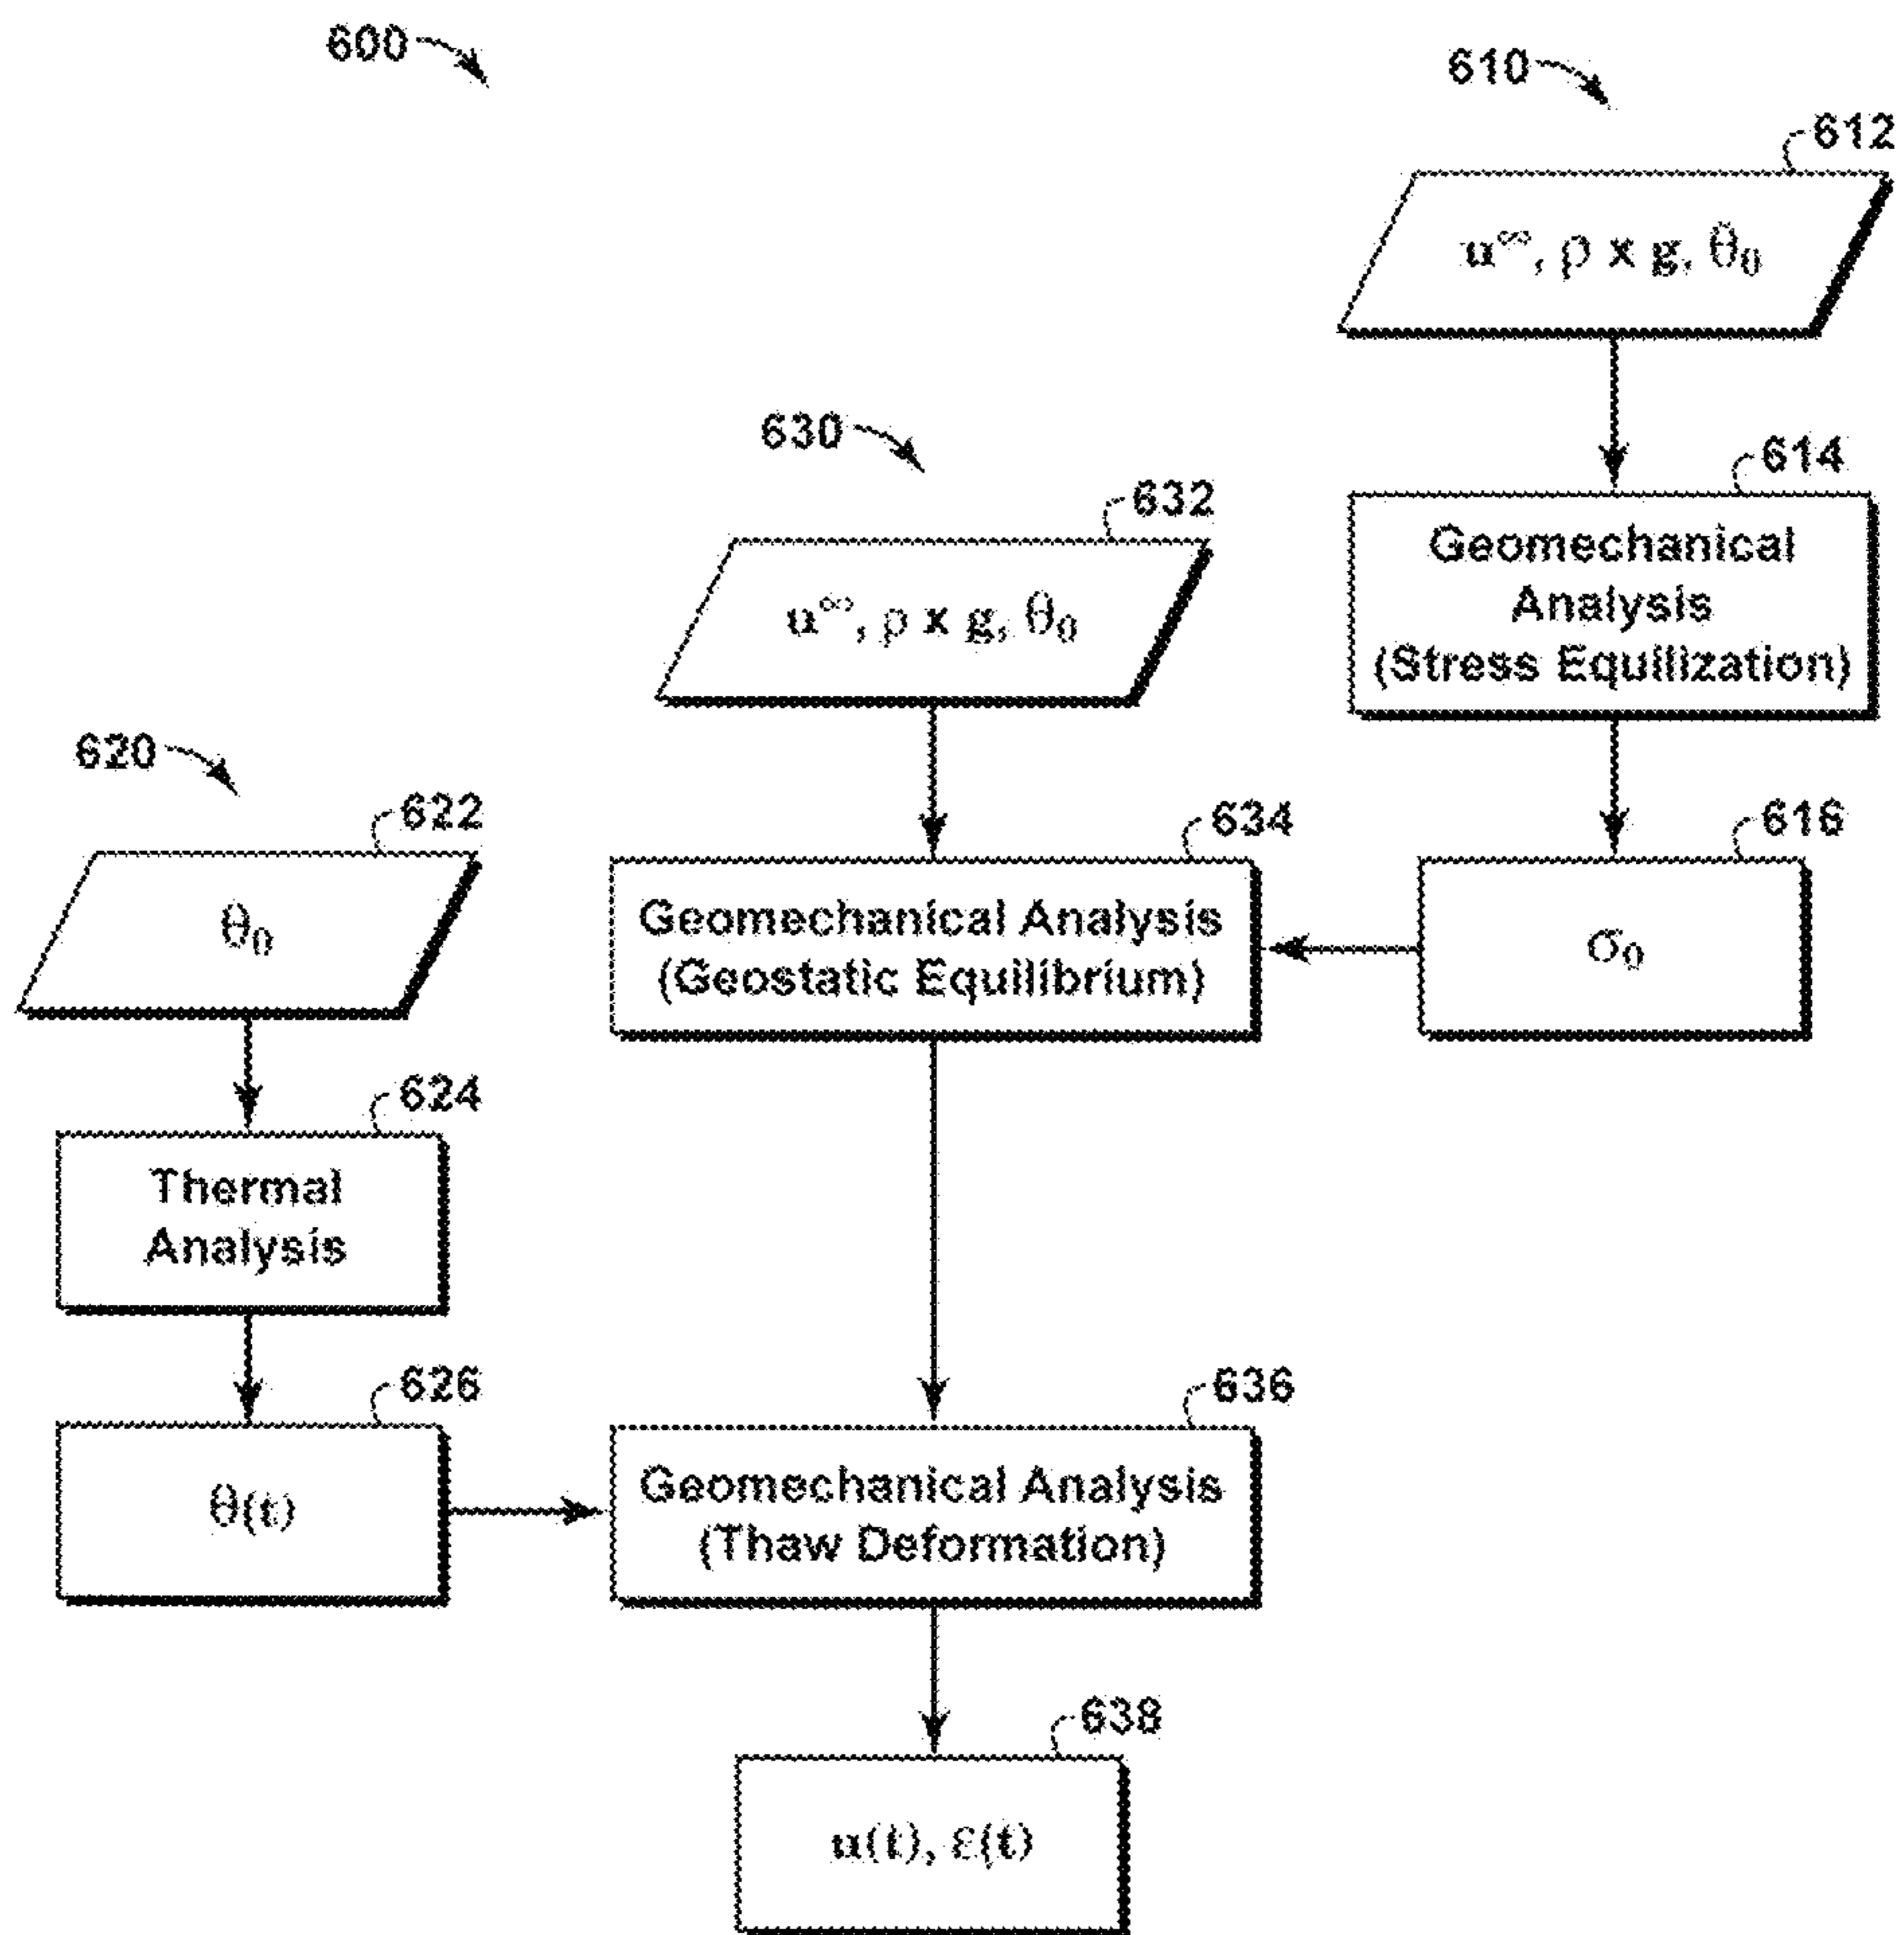 600
610
612
u∞, ρ x g, θ₀
614
Geomechanical
Analysis
(Stress Equilization)
616
σ₀
630
632
u∞, ρ x g, θ₀
634
Geomechanical Analysis
(Geostatic Equilibrium)
620
622
θ₀
624
Thermal
Analysis
626
θ(t)
636
Geomechanical Analysis
(Thaw Deformation)
638
u(t), ε(t)